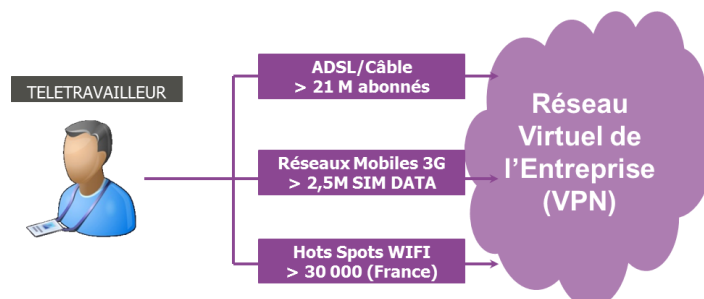 TELETRAVAILLEUR
ADSL/Câble
> 21 M abonnés
Réseaux Mobiles 3G
> 2,5M SIM DATA
Hots Spots WIFI
> 30 000 (France)
Réseau
Virtuel de
l’Entreprise
(VPN)